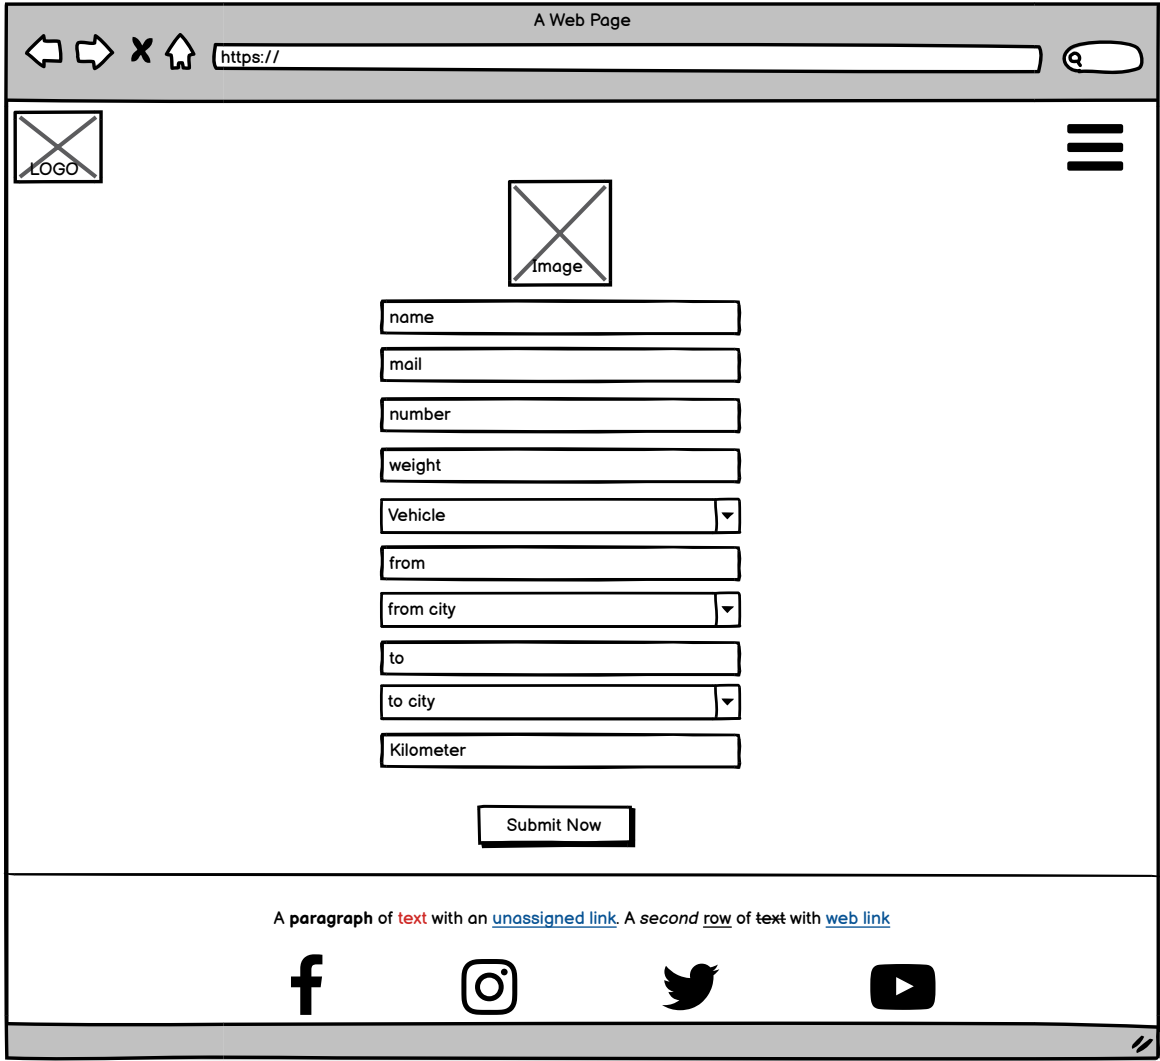 A Web Page
https://
LOGO
Image
name
mail
number
weight
Vehicle
from
from city
to
to city
Kilometer
Submit Now
A paragraph of text with an unassigned link. A second row of text with web link